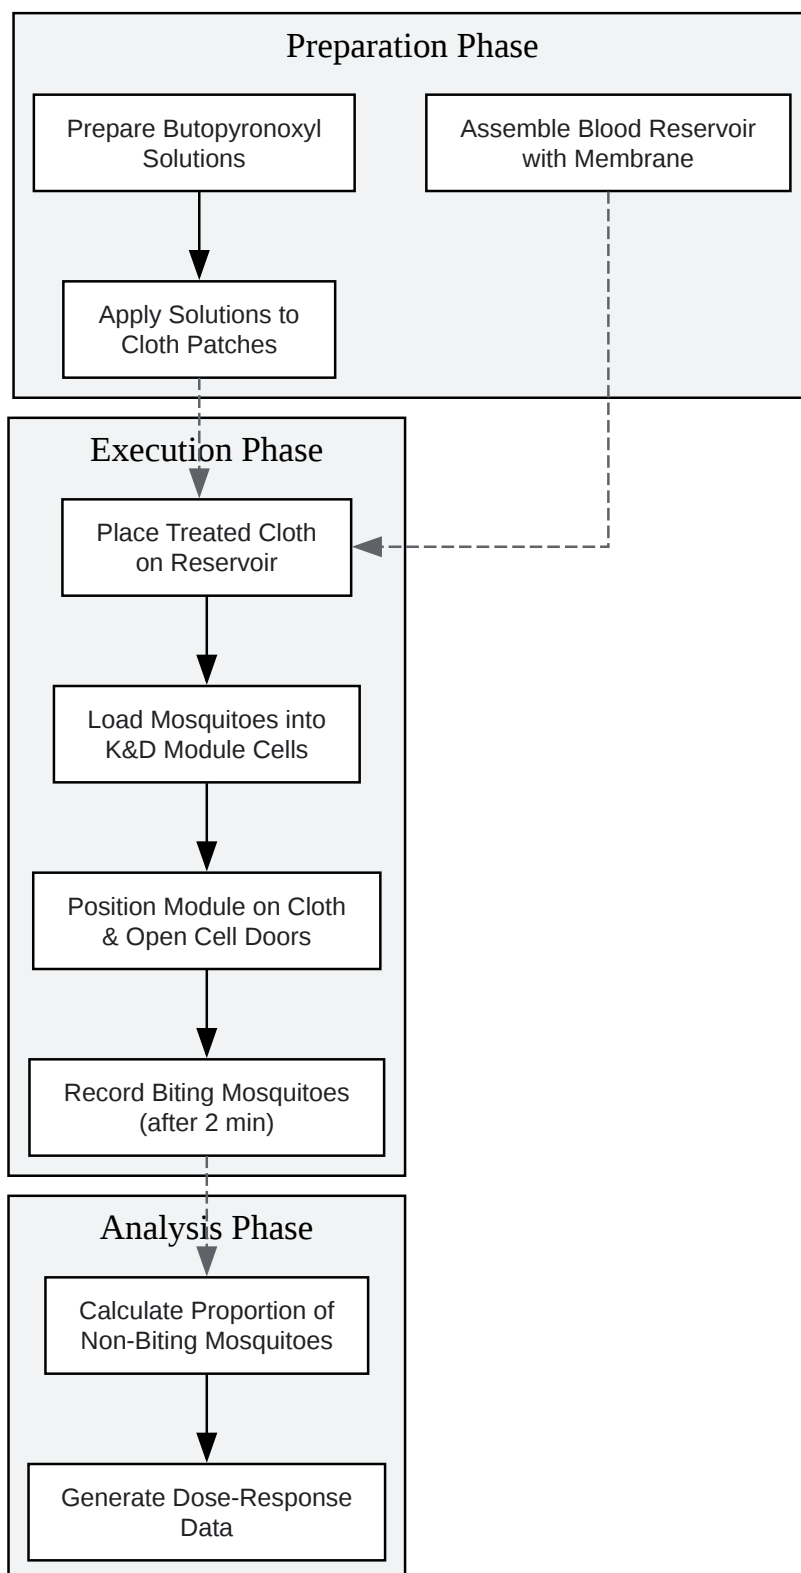 Preparation Phase
Prepare Butopyronoxyl
Solutions
Assemble Blood Reservoir
with Membrane
Apply Solutions to
Cloth Patches
Execution Phase
Place Treated Cloth
on Reservoir
Load Mosquitoes into
K&D Module Cells
Position Module on Cloth
& Open Cell Doors
Record Biting Mosquitoes
(after 2 min)
Analysis Phase
Calculate Proportion of
Non-Biting Mosquitoes
Generate Dose-Response
Data